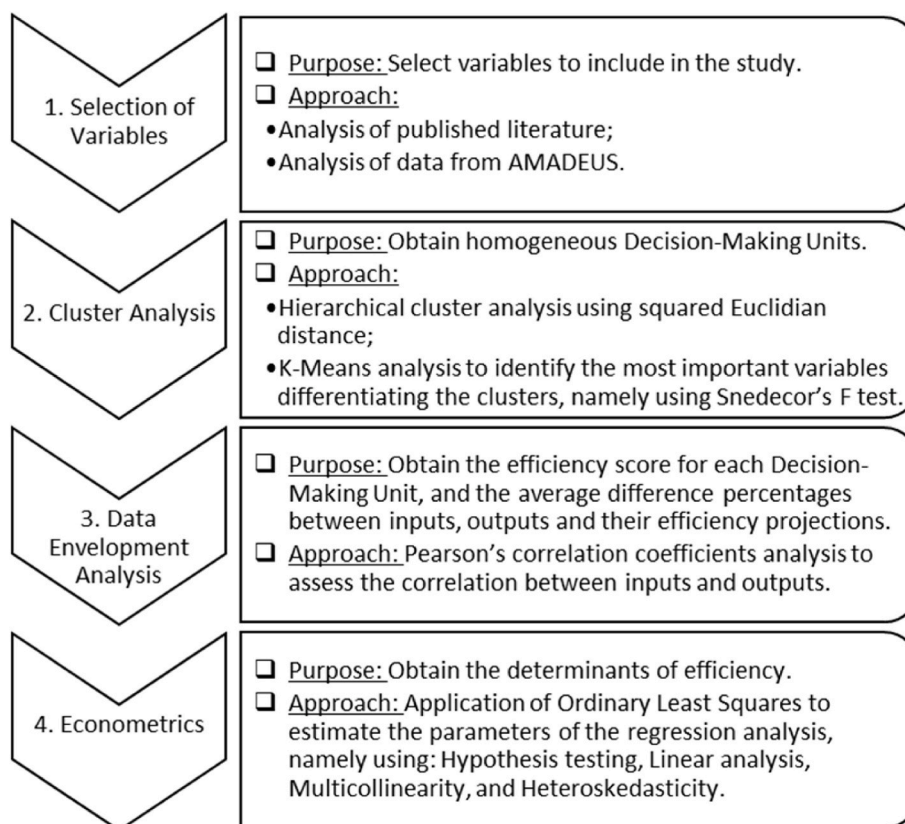 1. Selection of
Variables
❑ Purpose: Select variables to include in the study.
❑ Approach:
•Analysis of published literature;
•Analysis of data from AMADEUS.
2. Cluster Analysis
❑ Purpose: Obtain homogeneous Decision-Making Units.
❑ Approach:
•Hierarchical cluster analysis using squared Euclidian
distance;
•K-Means analysis to identify the most important variables
differentiating the clusters, namely using Snedecor’s F test.
3. Data
Envelopment
Analysis
❑ Purpose: Obtain the efficiency score for each Decision-
Making Unit, and the average difference percentages
between inputs, outputs and their efficiency projections.
❑ Approach: Pearson’s correlation coefficients analysis to
assess the correlation between inputs and outputs.
4. Econometrics
❑ Purpose: Obtain the determinants of efficiency.
❑ Approach: Application of Ordinary Least Squares to
estimate the parameters of the regression analysis,
namely using: Hypothesis testing, Linear analysis,
Multicollinearity, and Heteroskedasticity.